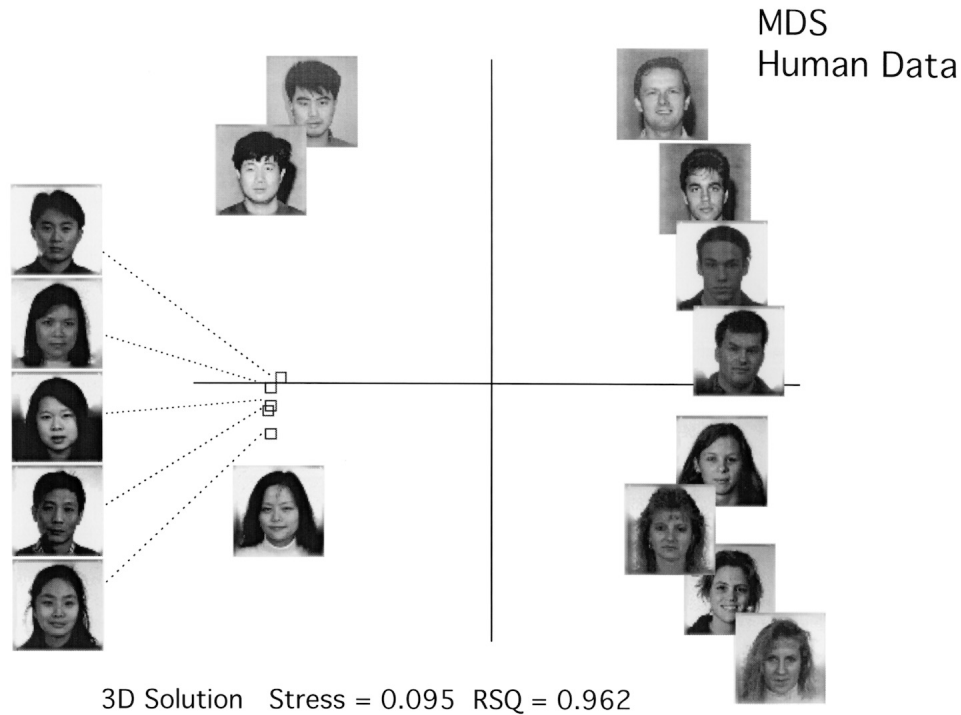 MDS
Human Data
3D Solution Stress = 0.095 RSQ = 0.962